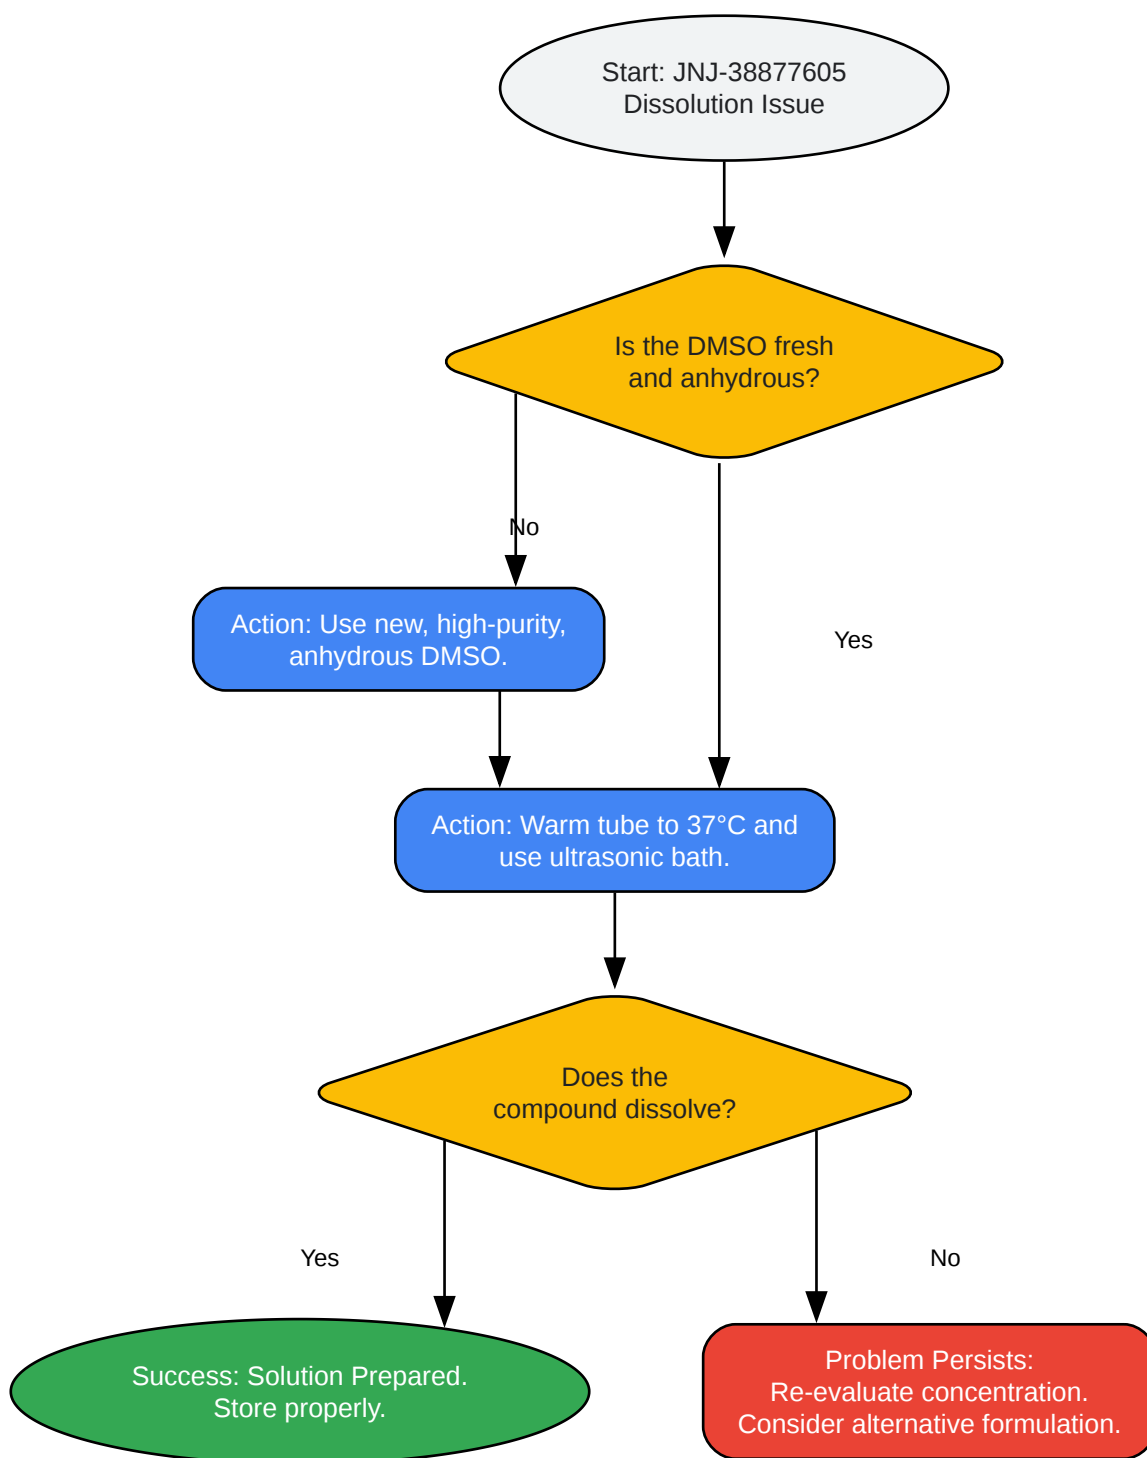 Start: JNJ-38877605
Dissolution Issue
Is the DMSO fresh
and anhydrous?
No
Action: Use new, high-purity,
anhydrous DMSO.
Yes
Action: Warm tube to 37°C and
use ultrasonic bath.
Does the
compound dissolve?
Yes
No
Success: Solution Prepared.
Store properly.
Problem Persists:
Re-evaluate concentration.
Consider alternative formulation.